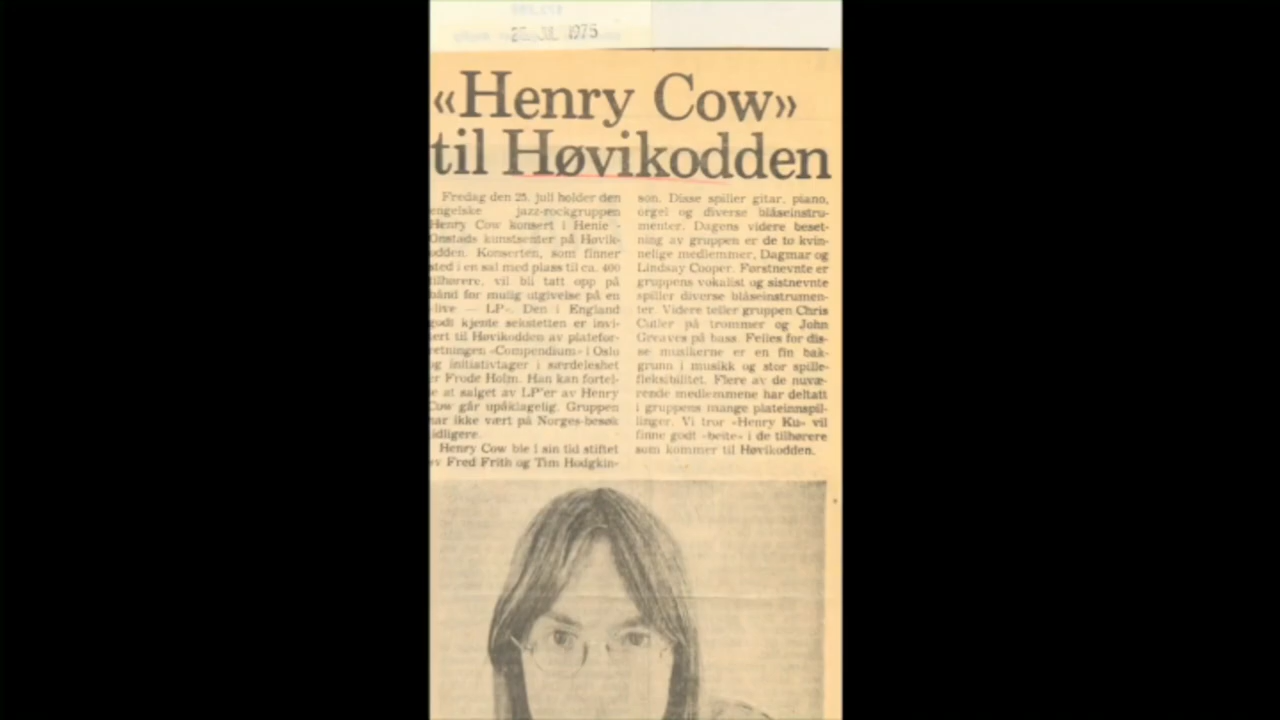 JUL 1975
«Henry Cow»
til Høvikodden
Fredag den 25. juli holder den
engelske jazz-rockgruppen
Henry Cow konsert i Henie -
Onstads kunstsenter på Høvik-
odden. Konserten, som finner
sted i en sal med plass til ca. 400
tilhørere, vil bli tatt opp på
bånd for mulig utgivelse på en
«live — LP». Den i England
godt kjente sekstetten er invi-
tert til Høvikodden av platefor-
retningen «Compendium» i Oslo
og initiativtager i særdeleshet
er Frode Holm. Han kan fortel-
e at salget av LP'er av Henry
Cow går upåklagelig. Gruppen
har ikke vært på Norges-besøk
idligere.
Henry Cow ble i sin tid stiftet
av Fred Frith og Tim Hodgkin-
son. Disse spiller gitar, piano,
orgel og diverse blåseinstru-
menter. Dagens videre beset-
ning av gruppen er de to kvin-
nelige medlemmer, Dagmar og
Lindsay Cooper. Førstnevnte er
gruppens vokalist og sistnevnte
spiller diverse blåseinstrumen-
ter. Videre teller gruppen Chris
Cutler på trommer og John
Greaves på bass. Felles for dis-
se musikerne er en fin bak-
grunn i musikk og stor spille-
fleksibilitet. Flere av de nuvæ-
rende medlemmene har deltatt
i gruppens mange plateinnspil-
linger. Vi tror «Henry Ku» vil
finne godt «beite» i de tilhørere
som kommer til Høvikodden.